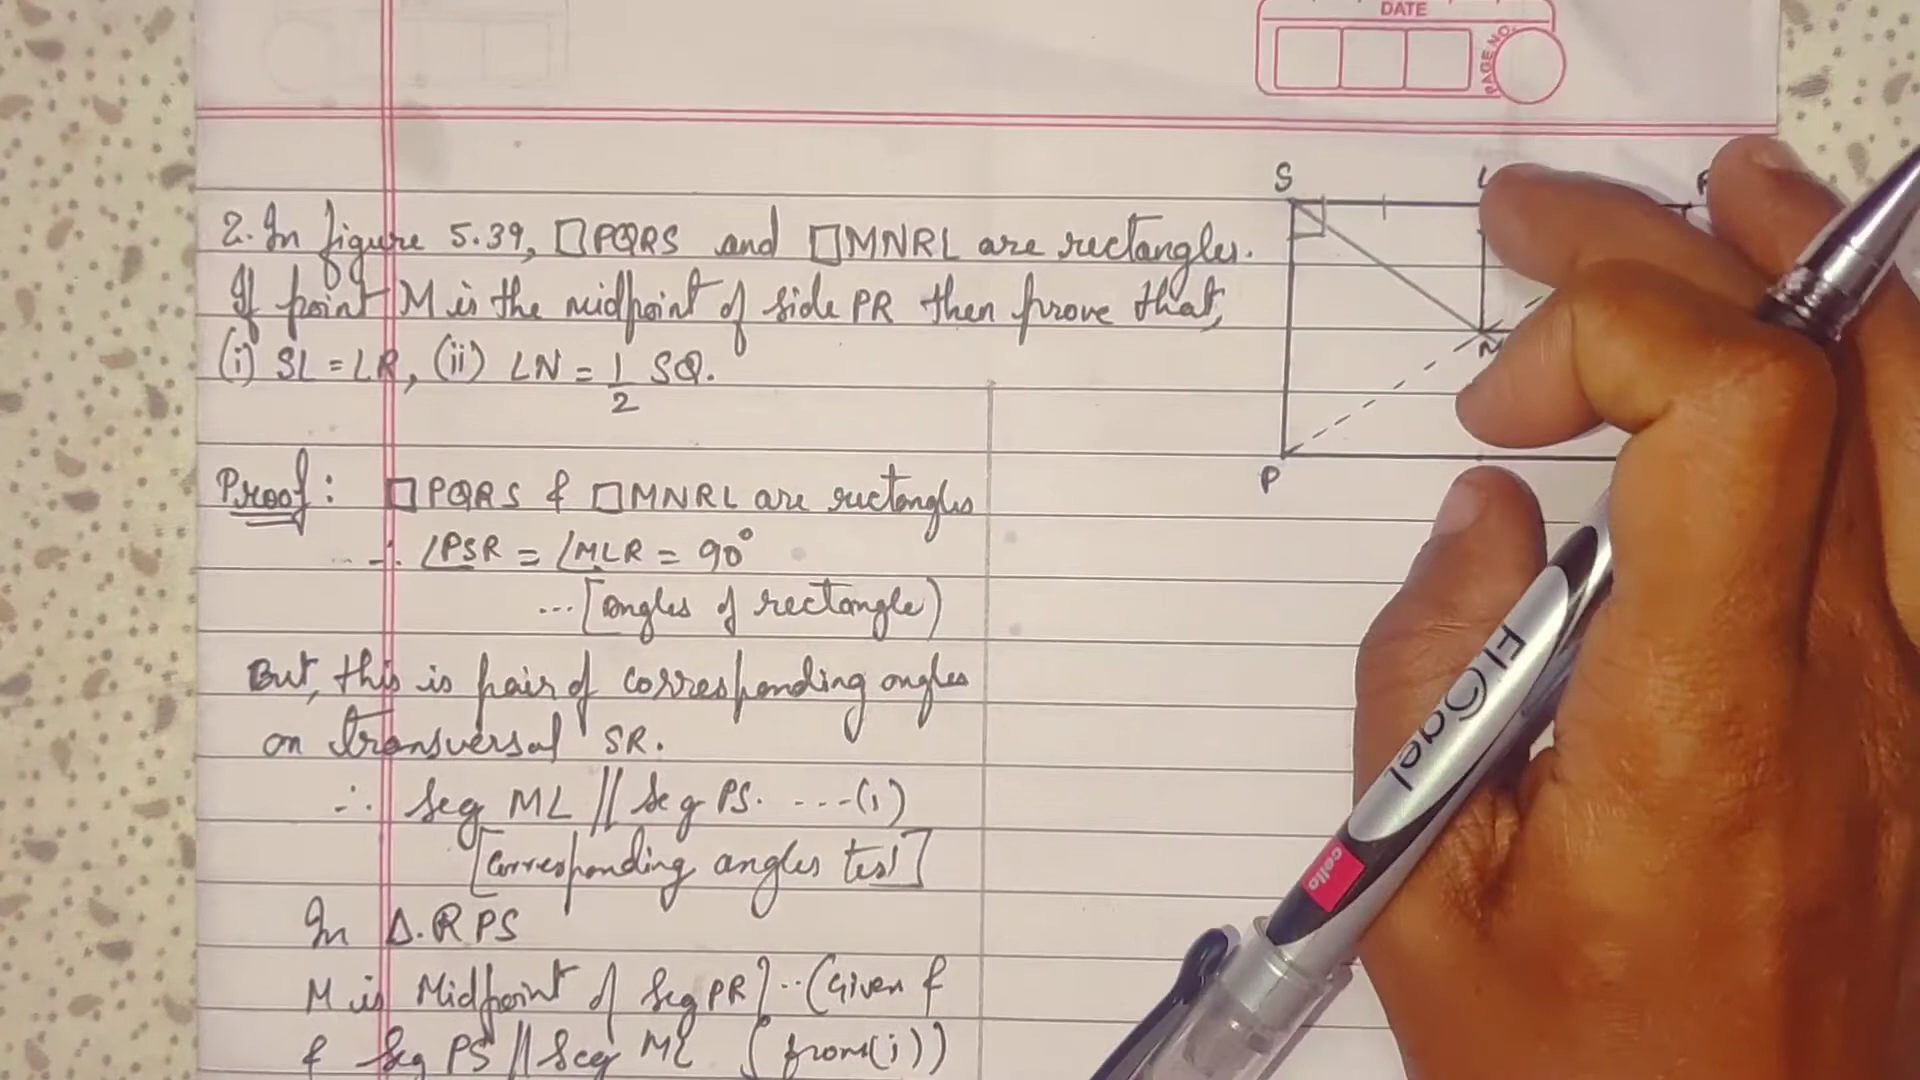 DATE
PAGE NO.
2. In figure 5.39, □PQRS and □MNRL are rectangles.
If point M is the midpoint of side PR then prove that,
(i) SL = LR, (ii) LN = 1/2 SQ.
S
L
M
P
Proof: □PQRS & □MNRL are rectangles
∴ ∠PSR = ∠MLR = 90°
...[angles of rectangle)
But, this is pair of corresponding angles
on transversal SR.
∴ seg ML || seg PS. ----(i)
[Corresponding angles test]
In Δ.RPS
M is Midpoint of seg PR} ..(Given &
& seg PS || seg ML (from(i))
Flogel
cello